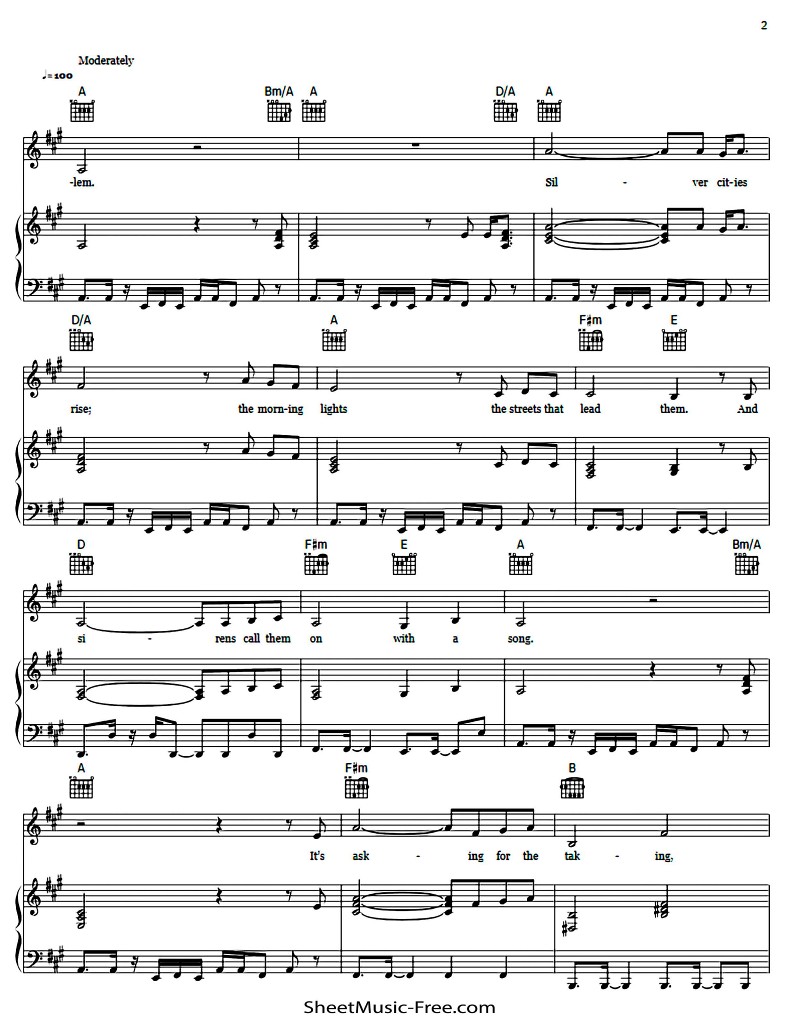 2
Moderately
♩=100
A Bm/A A D/A A
-lem. Sil - ver cit-ies
D/A A F♯m E
rise; the morn-ing lights the streets that lead them. And
D F♯m E A Bm/A
si - rens call them on with a song.
A F♯m B
It's ask - ing for the tak - ing,
SheetMusic-Free.com